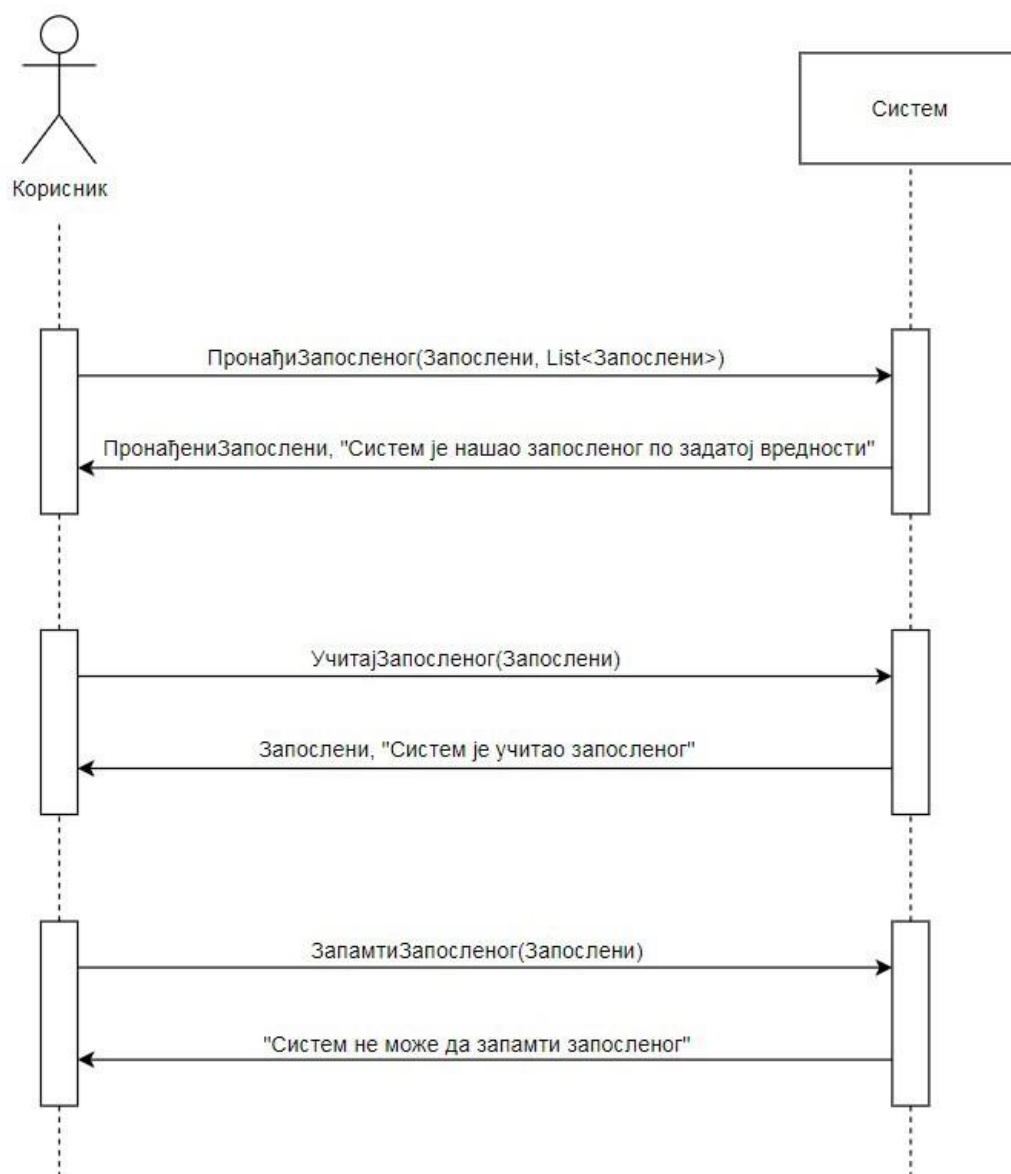 Корисник
Систем
ПронађиЗапосленог(Запослени, List<Запослени>)
ПронађениЗапослени, "Систем је нашао запосленог по задатој вредности"
УчитајЗапосленог(Запослени)
Запослени, "Систем је учитао запосленог"
ЗапамтиЗапосленог(Запослени)
"Систем не може да запамти запосленог"